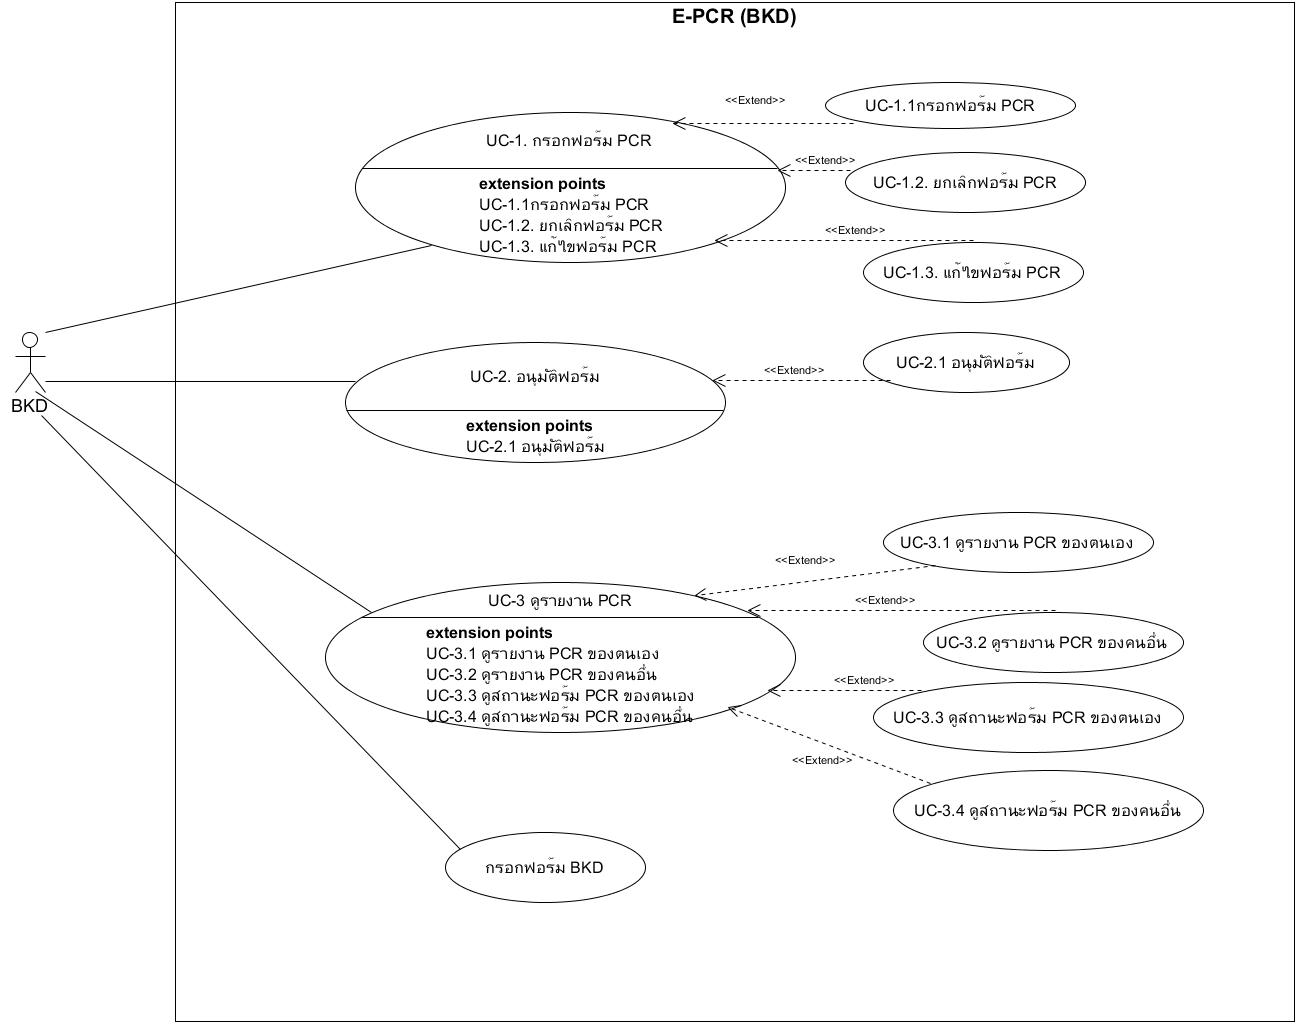 E-PCR (BKD)
<<Extend>>
UC-1.1กรอกฟอร์ม PCR
UC-1. กรอกฟอร์ม PCR
<<Extend>>
UC-1.2. ยกเลิกฟอร์ม PCR
extension points
UC-1.1กรอกฟอร์ม PCR
UC-1.2. ยกเลิกฟอร์ม PCR
UC-1.3. แก้ไขฟอร์ม PCR
<<Extend>>
UC-1.3. แก้ไขฟอร์ม PCR
BKD
UC-2. อนุมัติฟอร์ม
<<Extend>>
UC-2.1 อนุมัติฟอร์ม
extension points
UC-2.1 อนุมัติฟอร์ม
UC-3.1 ดูรายงาน PCR ของตนเอง
<<Extend>>
UC-3 ดูรายงาน PCR
<<Extend>>
extension points
UC-3.1 ดูรายงาน PCR ของตนเอง
UC-3.2 ดูรายงาน PCR ของคนอื่น
UC-3.3 ดูสถานะฟอร์ม PCR ของตนเอง
UC-3.4 ดูสถานะฟอร์ม PCR ของคนอื่น
UC-3.2 ดูรายงาน PCR ของคนอื่น
<<Extend>>
UC-3.3 ดูสถานะฟอร์ม PCR ของตนเอง
<<Extend>>
UC-3.4 ดูสถานะฟอร์ม PCR ของคนอื่น
กรอกฟอร์ม BKD